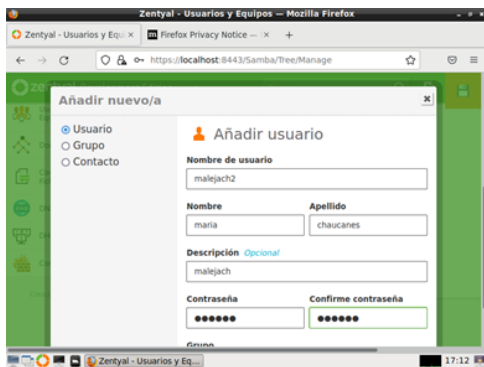 Zentyal - Usuarios y Equipos — Mozilla Firefox
Zentyal - Usuarios y Equi
Firefox Privacy Notice —
https://localhost:8443/Samba/Tree/Manage
Añadir nuevo/a
Usuario
Grupo
Contacto
Añadir usuario
Nombre de usuario
malejach2
Nombre Apellido
maria chaucanes
Descripción Opcional
malejach
Contraseña Confirme contraseña
●●●●●● ●●●●●●
Grupo
Zentyal - Usuarios y Eq...
17:12